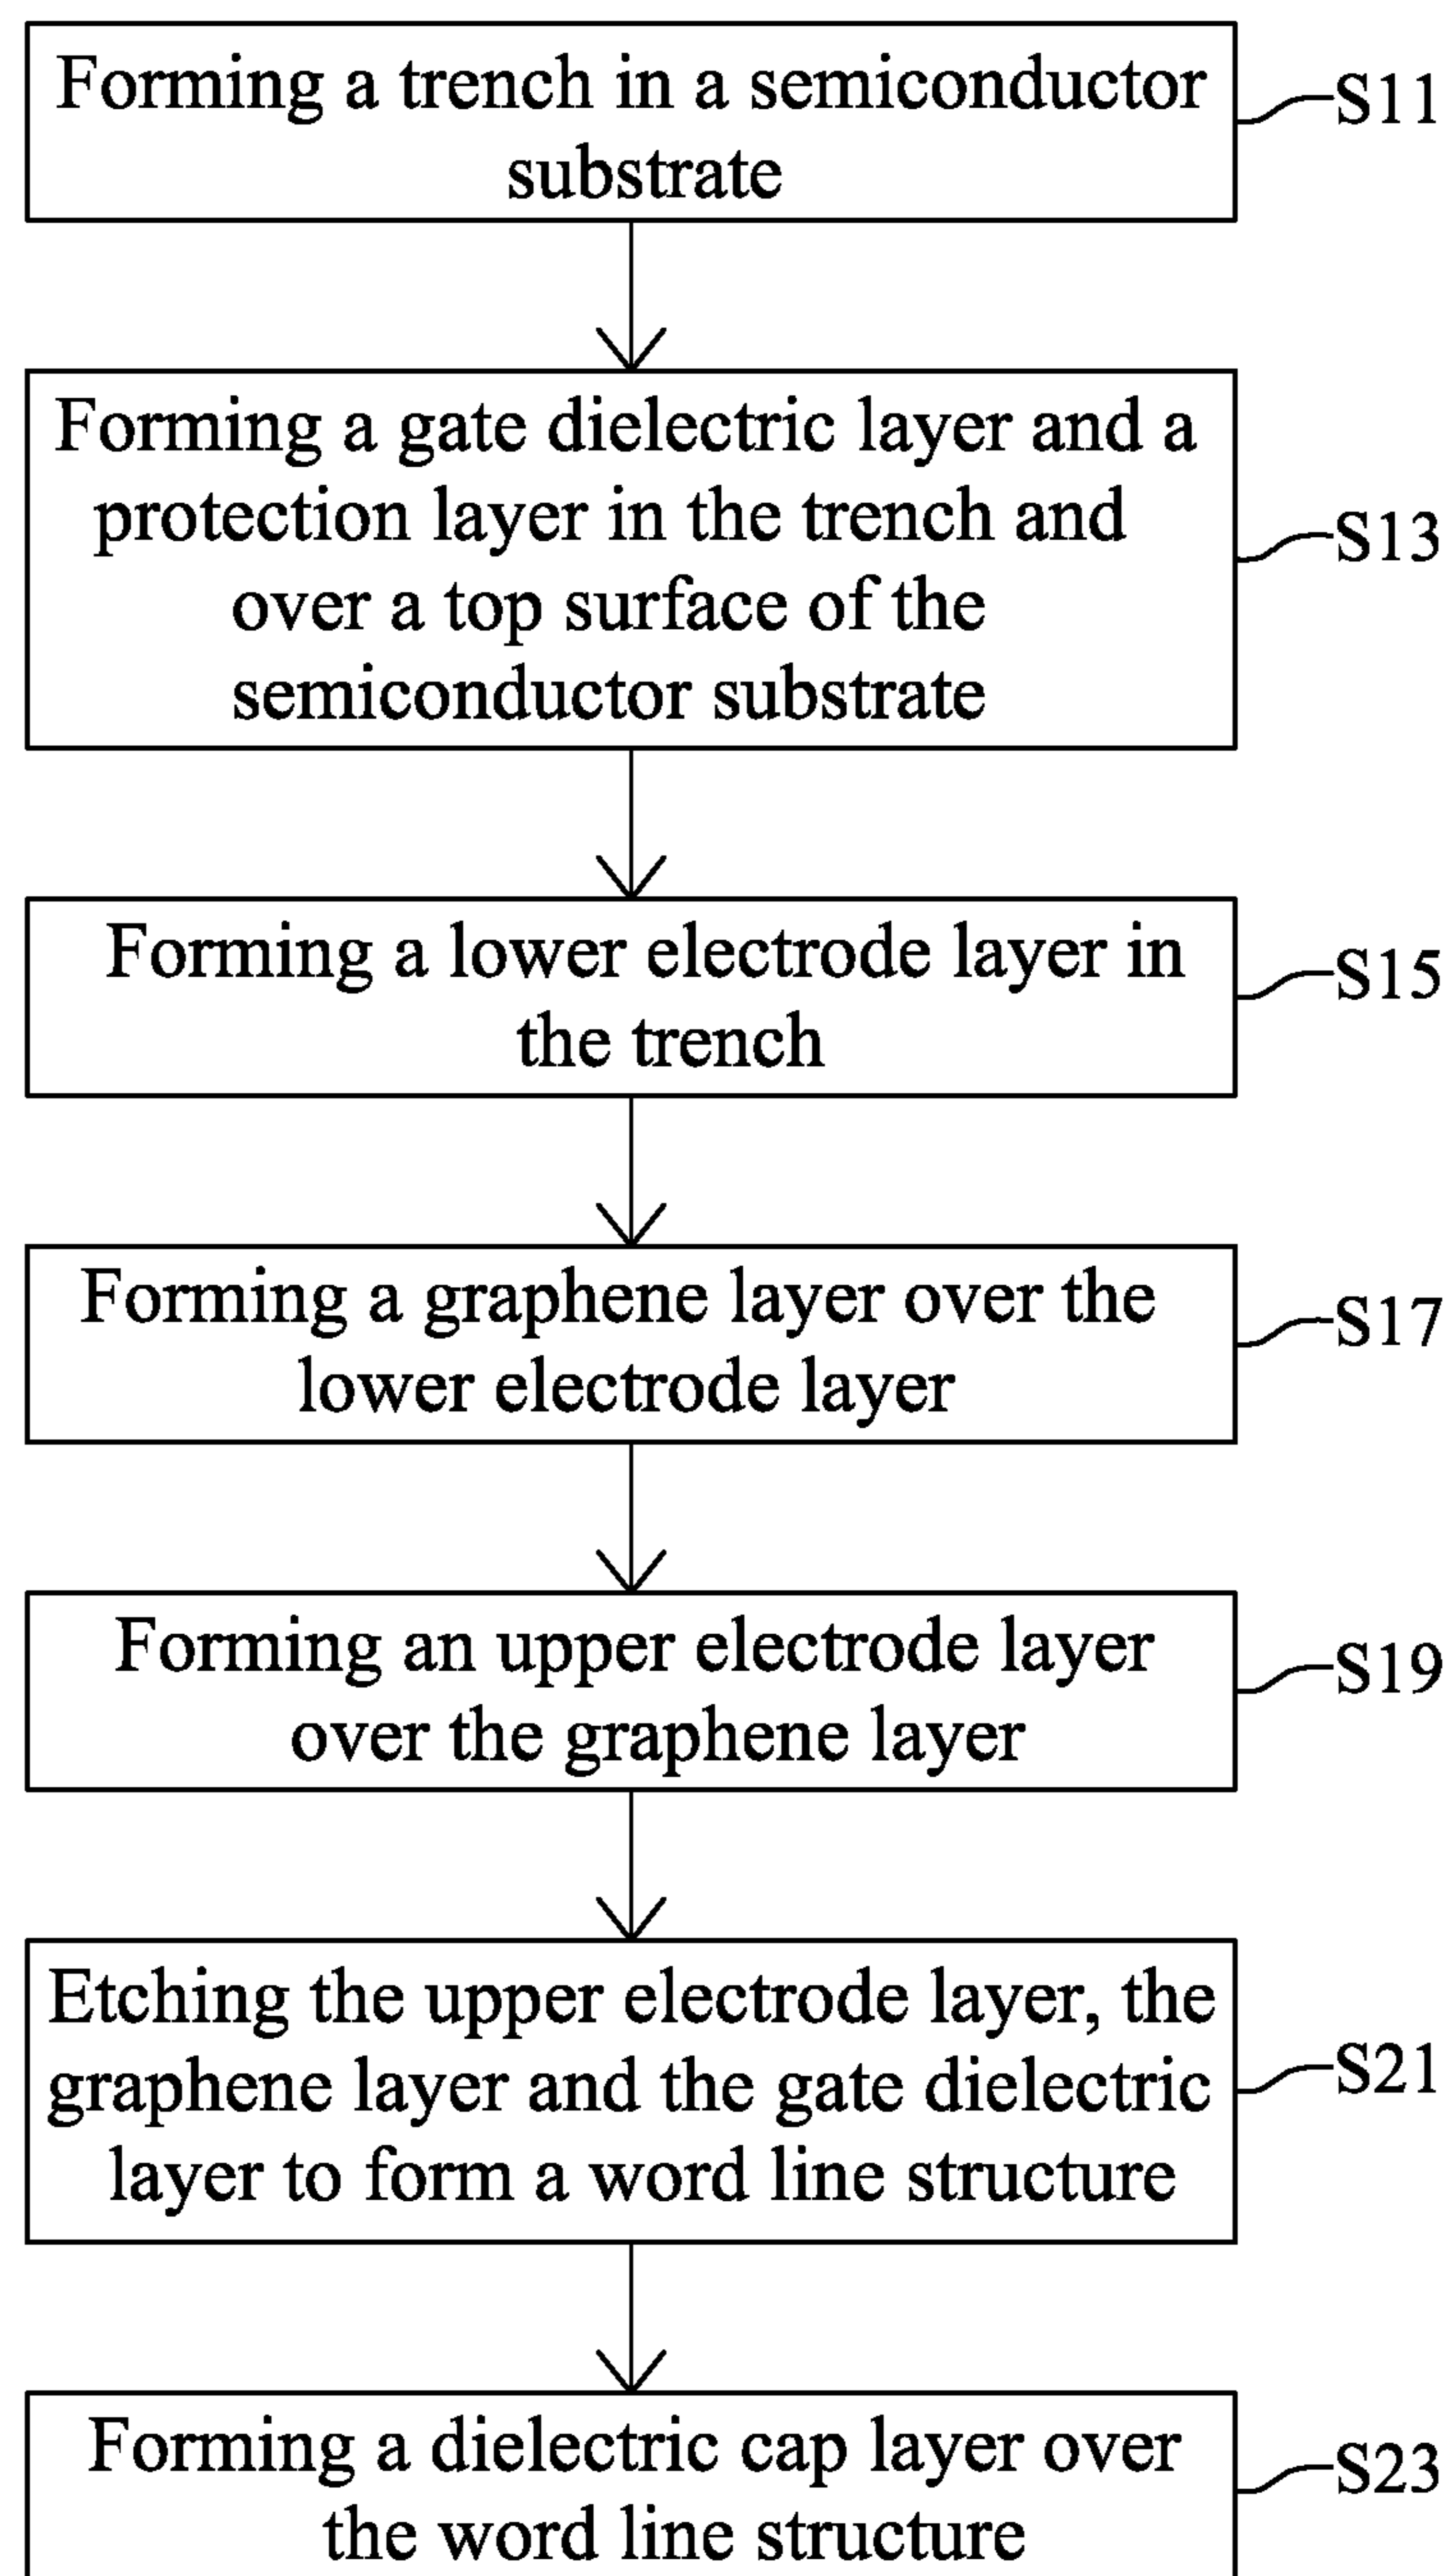 Forming a trench in a semiconductor
substrate
S11
Forming a gate dielectric layer and a
protection layer in the trench and
over a top surface of the
semiconductor substrate
S13
Forming a lower electrode layer in
the trench
S15
Forming a graphene layer over the
lower electrode layer
S17
Forming an upper electrode layer
over the graphene layer
S19
Etching the upper electrode layer, the
graphene layer and the gate dielectric
layer to form a word line structure
S21
Forming a dielectric cap layer over
the word line structure
S23